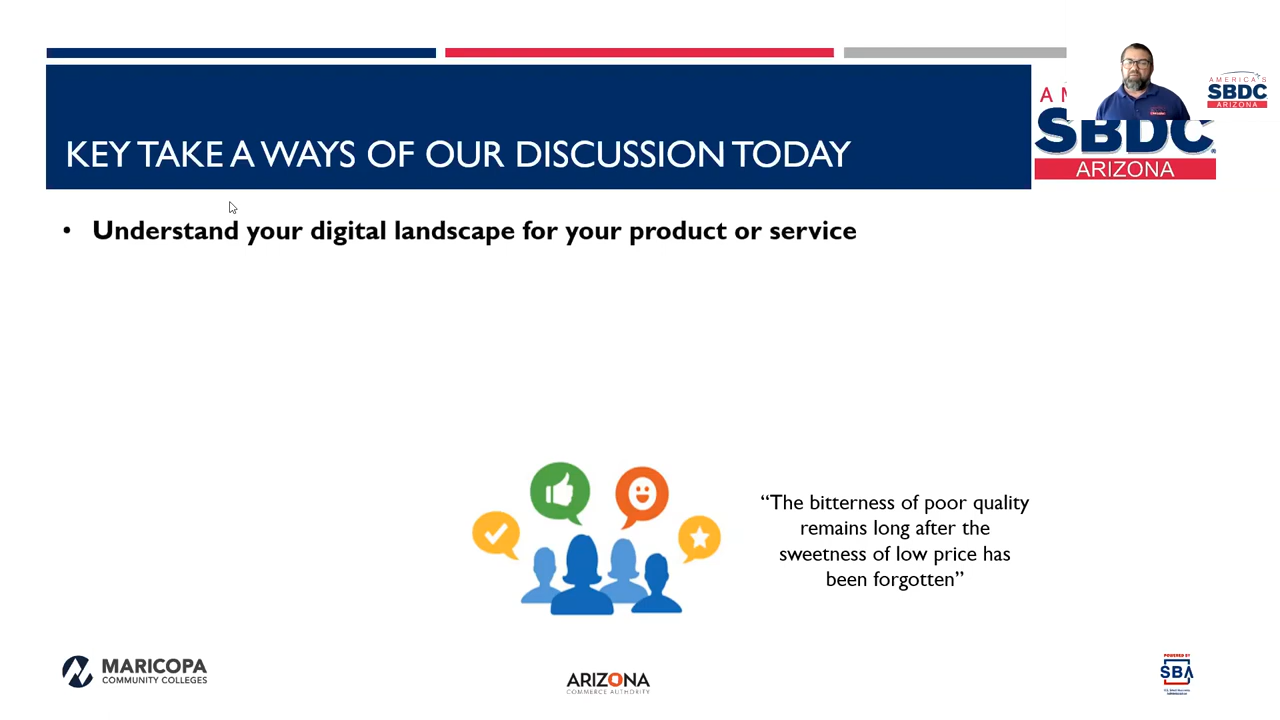 AMERICA'S
SBDC
ARIZONA
AM
SBDC
ARIZONA
KEY TAKE A WAYS OF OUR DISCUSSION TODAY
• Understand your digital landscape for your product or service
“The bitterness of poor quality
remains long after the
sweetness of low price has
been forgotten”
MARICOPA
COMMUNITY COLLEGES
ARIZONA
COMMERCE AUTHORITY
POWERED BY
SBA